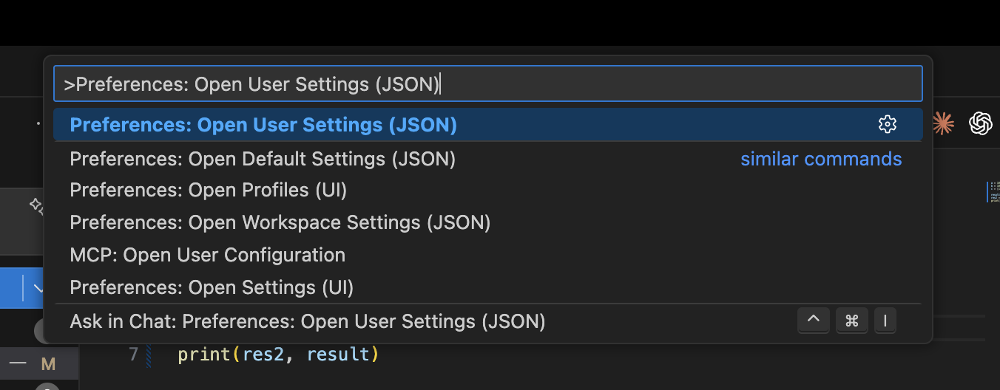 >Preferences: Open User Settings (JSON)
Preferences: Open User Settings (JSON)
Preferences: Open Default Settings (JSON) similar commands
Preferences: Open Profiles (UI)
Preferences: Open Workspace Settings (JSON)
MCP: Open User Configuration
Preferences: Open Settings (UI)
Ask in Chat: Preferences: Open User Settings (JSON) ^ ⌘ I
7 print(res2, result)
M